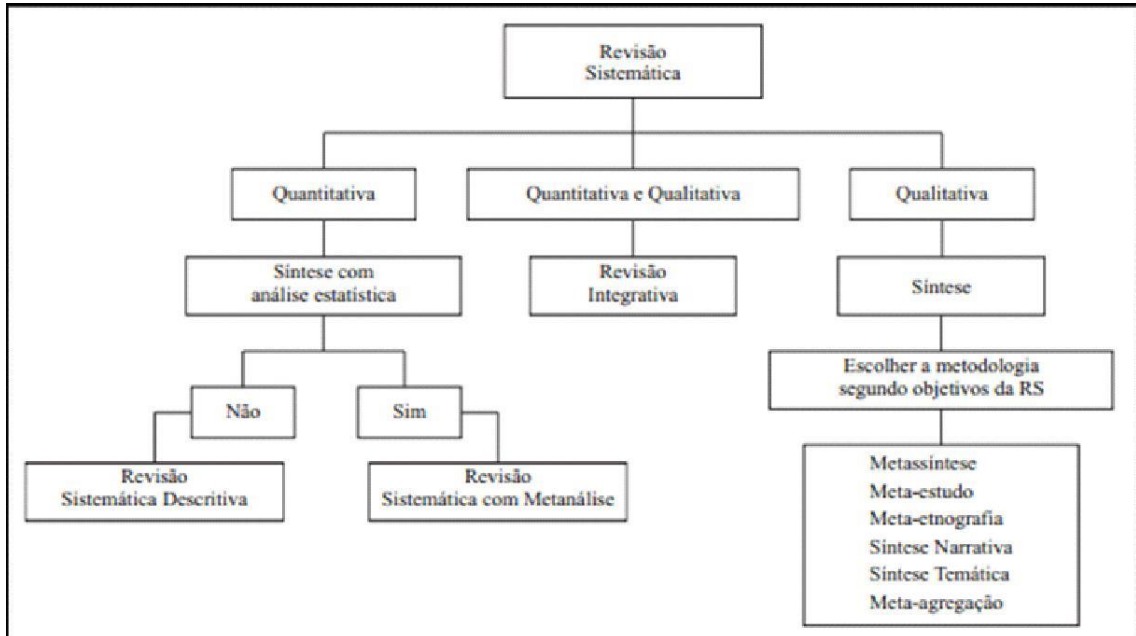 Revisão
Sistemática
Quantitativa
Quantitativa e Qualitativa
Qualitativa
Síntese com
análise estatística
Revisão
Integrativa
Síntese
Não
Sim
Escolher a metodologia
segundo objetivos da RS
Revisão
Sistemática Descritiva
Revisão
Sistemática com Metanálise
Metassíntese
Meta-estudo
Meta-etnografia
Síntese Narrativa
Síntese Temática
Meta-agregação